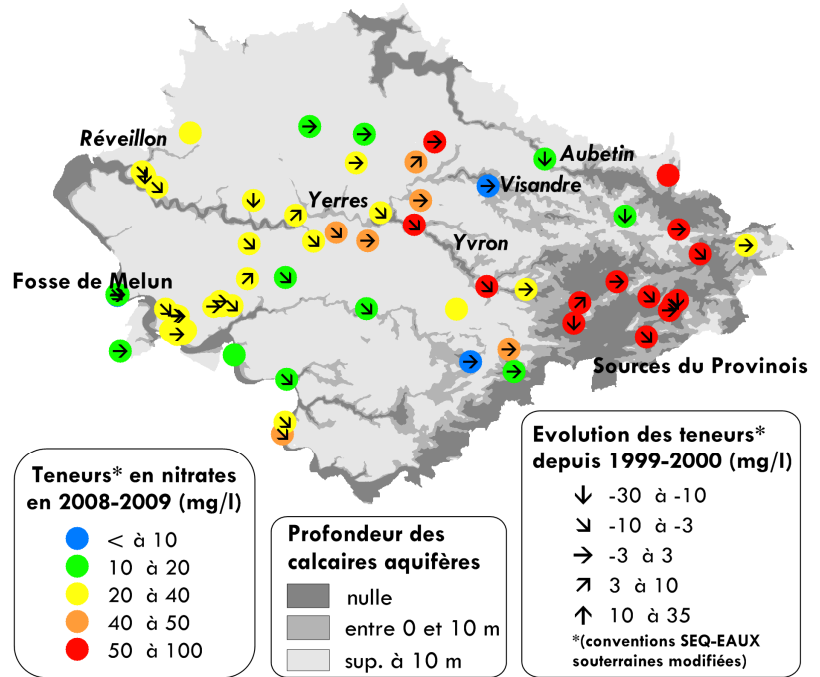 Réveillon
Aubetin
Visandre
Yerres
Yvron
Fosse de Melun
Sources du Provinois
Teneurs* en nitrates
en 2008-2009 (mg/l)
< à 10
10 à 20
20 à 40
40 à 50
50 à 100
Profondeur des
calcaires aquifères
nulle
entre 0 et 10 m
sup. à 10 m
Evolution des teneurs*
depuis 1999-2000 (mg/l)
-30 à -10
-10 à -3
-3 à 3
3 à 10
10 à 35
*(conventions SEQ-EAUX
souterraines modifiées)